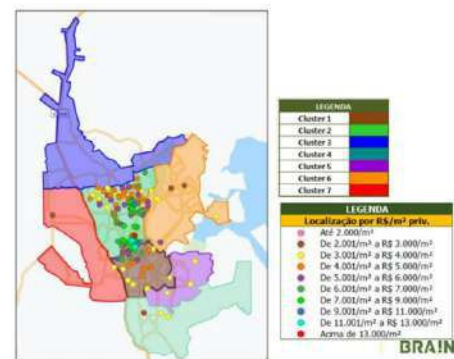 LEGENDA
Cluster 1
Cluster 2
Cluster 3
Cluster 4
Cluster 5
Cluster 6
Cluster 7
LEGENDA
Localização por R$/m² priv.
Até 2.000/m²
De 2.001/m² a R$ 3.000/m²
De 3.001/m² a R$ 4.000/m²
De 4.001/m² a R$ 5.000/m²
De 5.001/m² a R$ 6.000/m²
De 6.001/m² a R$ 7.000/m²
De 7.001/m² a R$ 9.000/m²
De 9.001/m² a R$ 11.000/m²
De 11.001/m² a R$ 13.000/m²
Acima de 13.000/m²
BRA!N